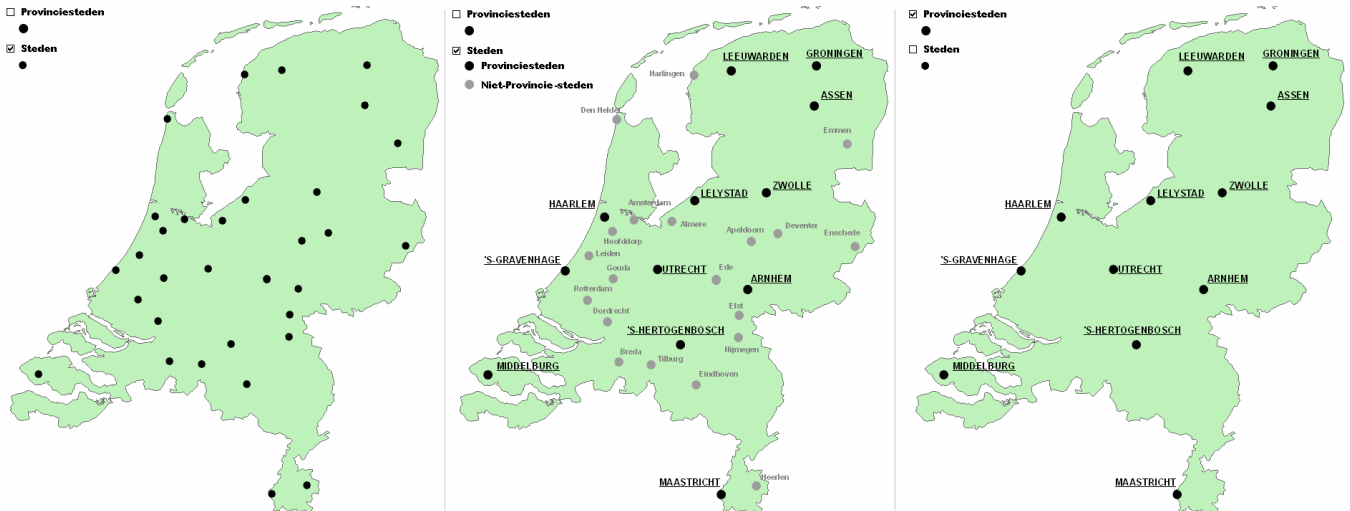 Provinciesteden
Steden
Provinciesteden
Steden
Provinciesteden
Niet-Provincie-steden
LEEUWARDEN
GRONINGEN
Harlingen
ASSEN
Den Helder
Emmen
ZWOLLE
LELYSTAD
HAARLEM
Amsterdam
Almere
Deventer
Apeldoorn
Enschede
Hoofddorp
Leiden
'S-GRAVENHAGE
Gouda
UTRECHT
Ede
ARNHEM
Rotterdam
Elst
Dordrecht
'S-HERTOGENBOSCH
Nijmegen
Breda
Tilburg
MIDDELBURG
Eindhoven
Heerlen
MAASTRICHT
Provinciesteden
Steden
LEEUWARDEN
GRONINGEN
ASSEN
ZWOLLE
LELYSTAD
HAARLEM
'S-GRAVENHAGE
UTRECHT
ARNHEM
'S-HERTOGENBOSCH
MIDDELBURG
MAASTRICHT